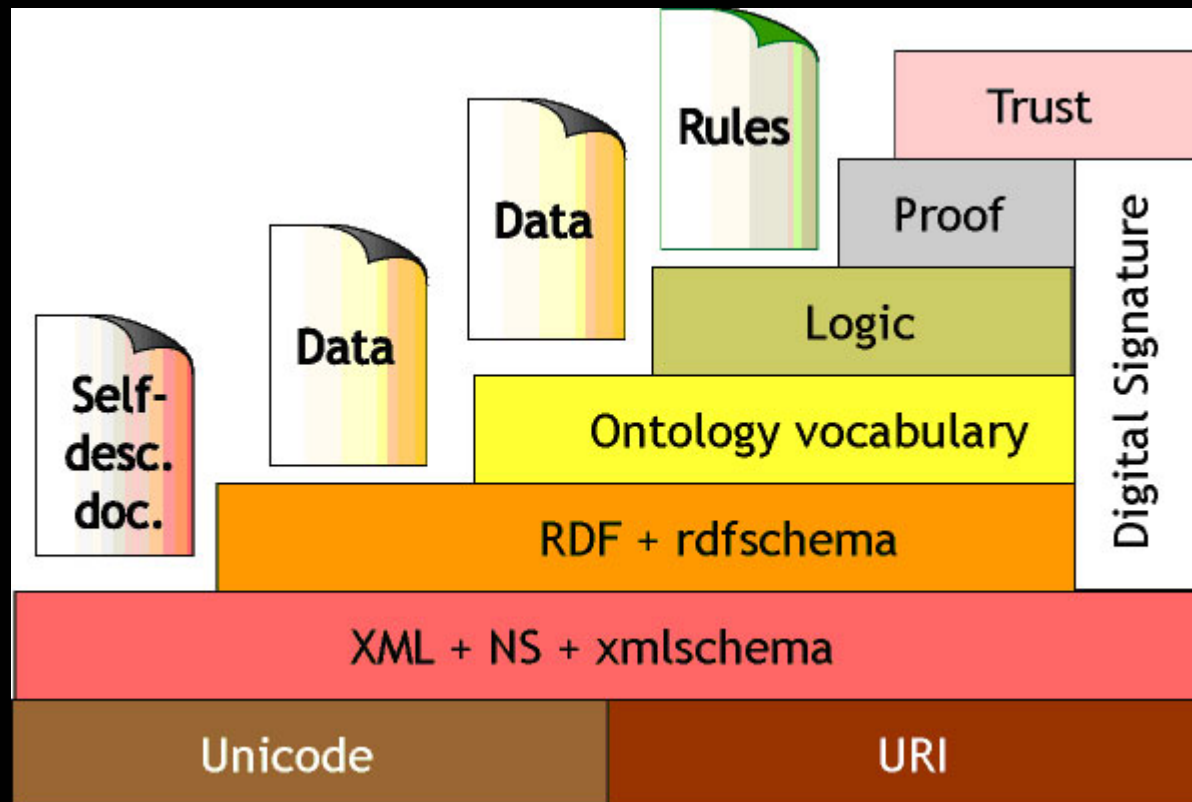 Rules
Trust
Data
Proof
Digital Signature
Data
Logic
Self-
desc.
doc.
Ontology vocabulary
RDF + rdfschema
XML + NS + xmlschema
Unicode
URI